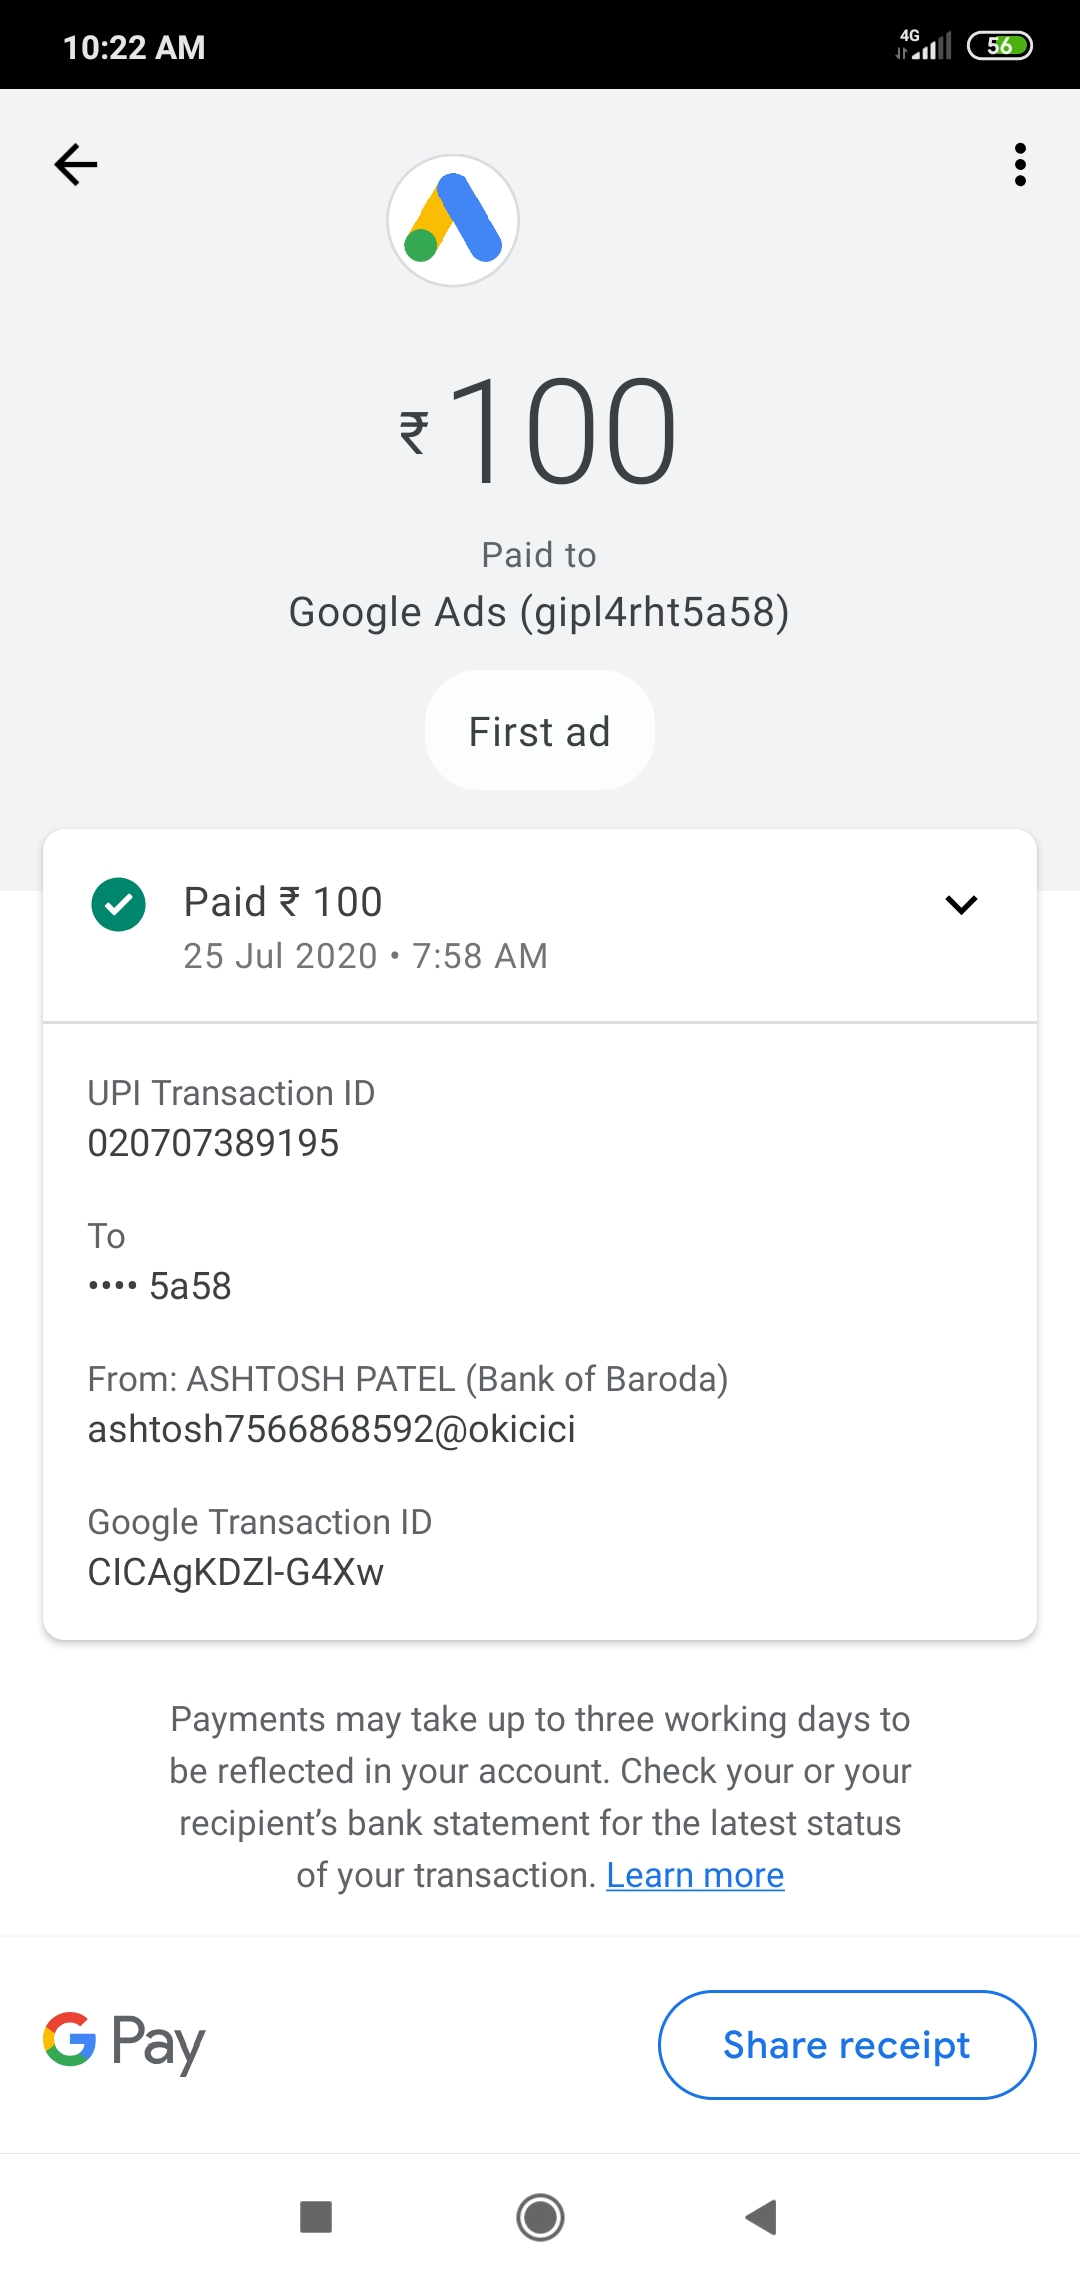 10:22 AM
4G
56
₹100
Paid to
Google Ads (gipl4rht5a58)
First ad
Paid ₹ 100
25 Jul 2020 • 7:58 AM
UPI Transaction ID
020707389195
To
•••• 5a58
From: ASHTOSH PATEL (Bank of Baroda)
ashtosh7566868592@okicici
Google Transaction ID
CICAgKDZl-G4Xw
Payments may take up to three working days to
be reflected in your account. Check your or your
recipient’s bank statement for the latest status
of your transaction. Learn more
G Pay
Share receipt